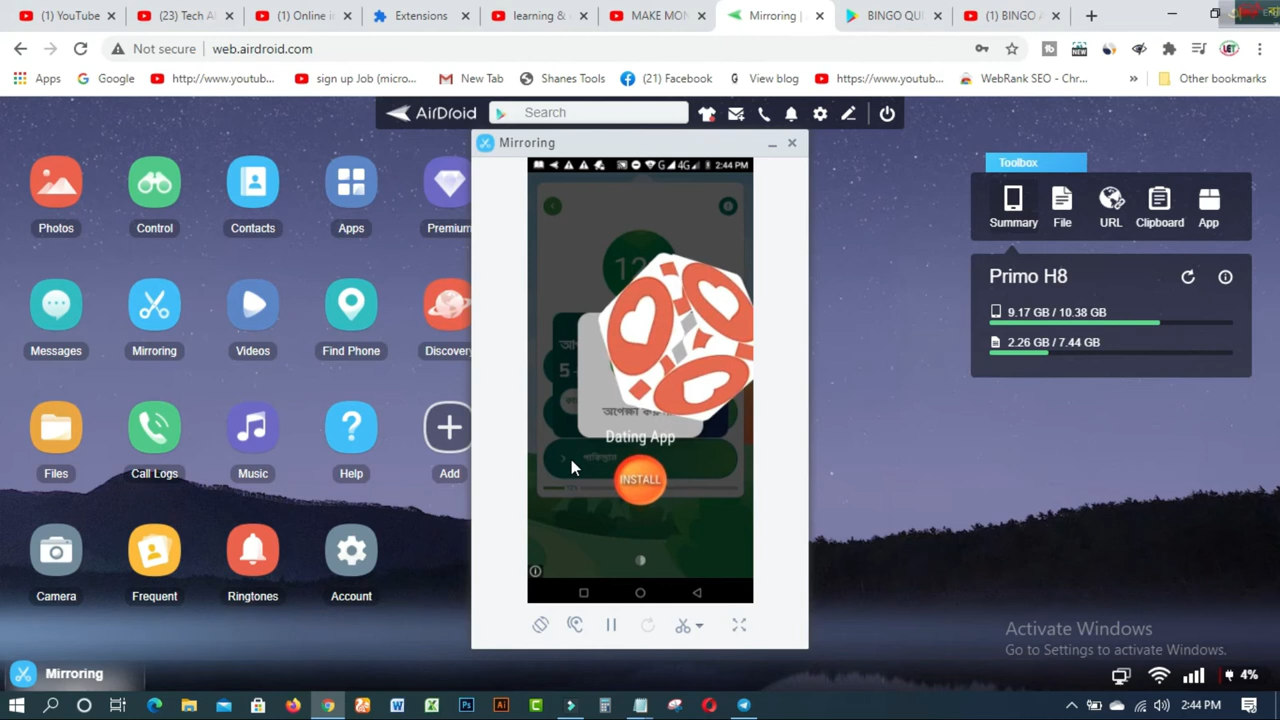 (1) YouTube
(23) Tech A
(1) Online i
Extensions
learning &
MAKE MON
Mirroring |
BINGO QU
(1) BINGO
Not secure
web.airdroid.com
Apps
Google
http://www.youtub...
sign up Job (micro...
New Tab
Shanes Tools
(21) Facebook
View blog
https://www.youtub...
WebRank SEO - Chr...
»
Other bookmarks
AirDroid
Search
Mirroring
2:44 PM
Photos
Control
Contacts
Apps
Premium
Messages
Mirroring
Videos
Find Phone
Discovery
Files
Call Logs
Music
Help
Add
Camera
Frequent
Ringtones
Account
Dating App
INSTALL
Toolbox
Summary
File
URL
Clipboard
App
Primo H8
9.17 GB / 10.38 GB
2.26 GB / 7.44 GB
Activate Windows
Go to Settings to activate Windows.
Mirroring
4%
2:44 PM